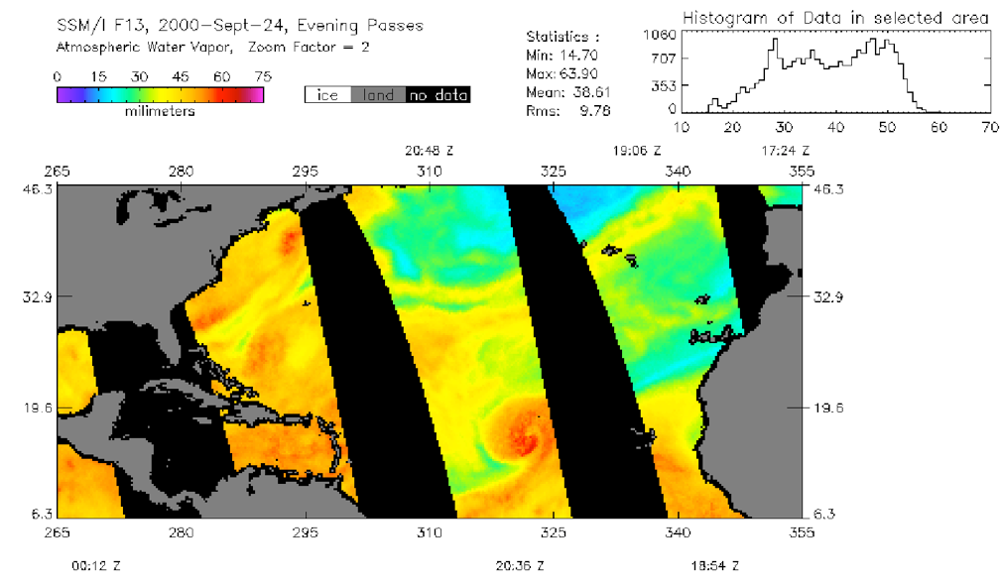 SSM/I F13, 2000-Sept-24, Evening Passes
Atmospheric Water Vapor, Zoom Factor = 2
0 15 30 45 60 75
millimeters
ice land no data
Statistics :
Min: 14.70
Max: 63.90
Mean: 38.61
Rms: 9.78
Histogram of Data in selected area
1060
707
353
0
10 20 30 40 50 60 70
20:48 Z 19:06 Z 17:24 Z
265 280 295 310 325 340 355
46.3 46.3
32.9 32.9
19.6 19.6
6.3 6.3
265 280 295 310 325 340 355
00:12 Z 20:36 Z 18:54 Z